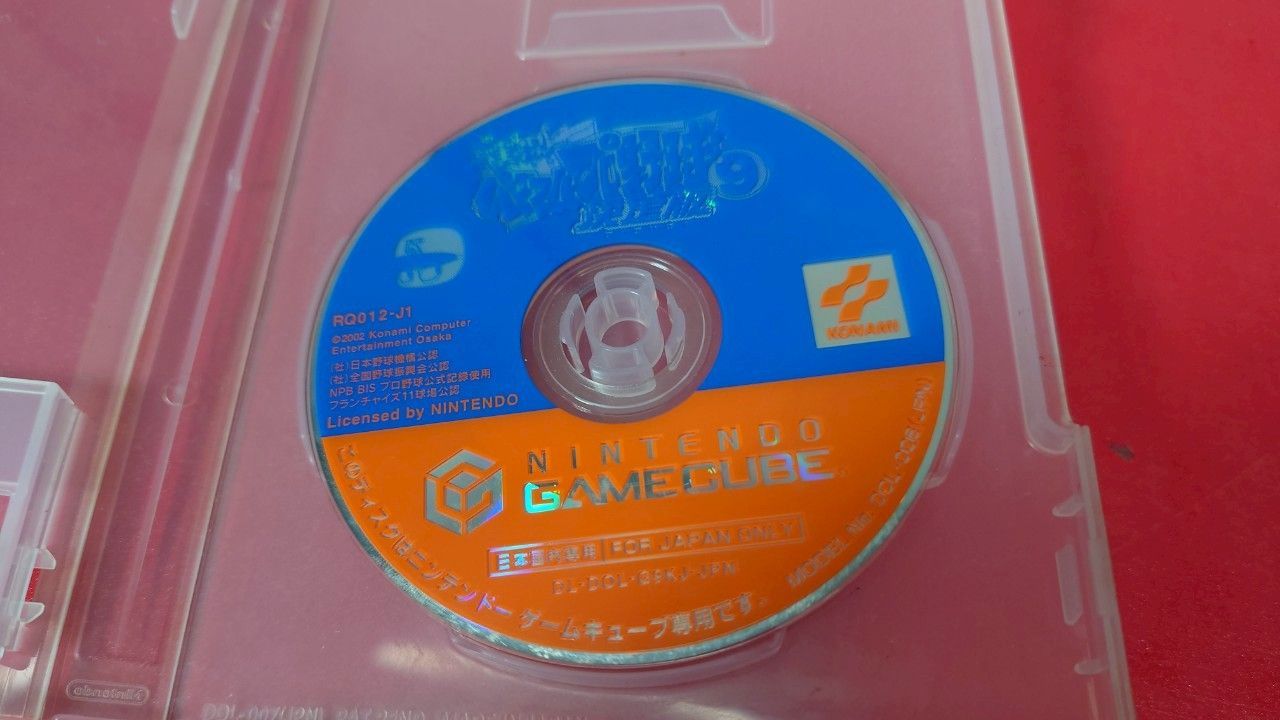 9
RQ012-J1
©2002 Konami Computer
Entertainment Osaka
(社)日本野球機構公認
(社)全国野球振興会公認
NPB BIS プロ野球公式記録使用
フランチャイズ11球場公認
Licensed by NINTENDO
KONAMI
NINTENDO
GAMECUBE
日本国内専用 FOR JAPAN ONLY
DL-DOL-G9KJ-JPN
このディスクはニンテンドーゲームキューブ専用です。
MODEL No. DOL-006(JPN)